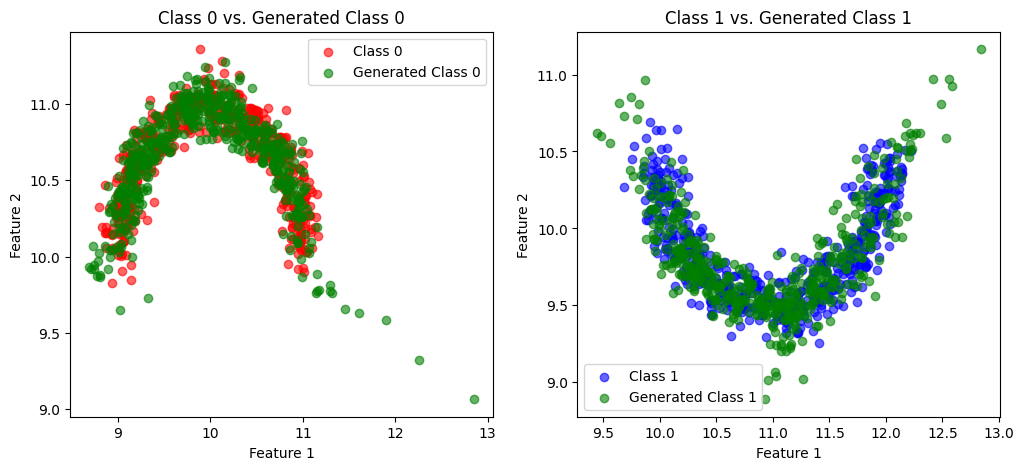 Class 0 vs. Generated Class 0
Class 0
Generated Class 0
Feature 2
11.0
10.5
10.0
9.5
9.0
9
10
11
12
13
Feature 1
Class 1 vs. Generated Class 1
Class 1
Generated Class 1
Feature 2
11.0
10.5
10.0
9.5
9.0
9.5
10.0
10.5
11.0
11.5
12.0
12.5
13.0
Feature 1